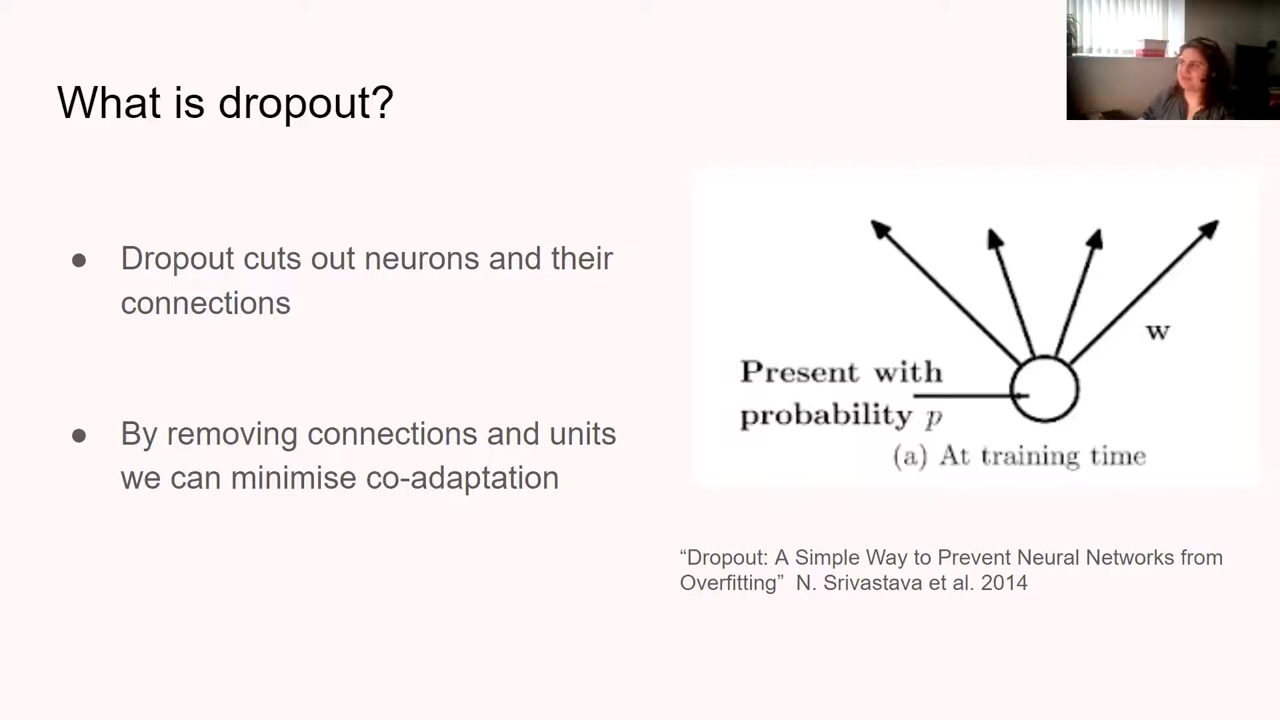 What is dropout?
● Dropout cuts out neurons and their
connections
● By removing connections and units
we can minimise co-adaptation
w
Present with
probability p
(a) At training time
“Dropout: A Simple Way to Prevent Neural Networks from
Overfitting” N. Srivastava et al. 2014